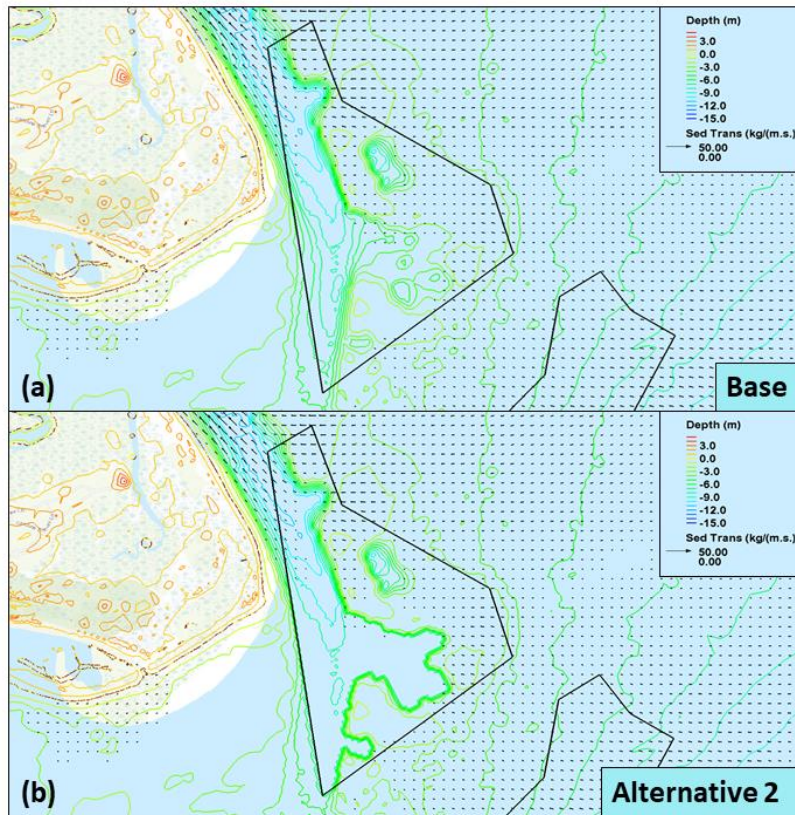 Depth (m)
3.0
0.0
-3.0
-6.0
-9.0
-12.0
-15.0
Sed Trans (kg/(m.s.)
50.00
0.00
(a)
Base
Depth (m)
3.0
0.0
-3.0
-6.0
-9.0
-12.0
-15.0
Sed Trans (kg/(m.s.)
50.00
0.00
(b)
Alternative 2